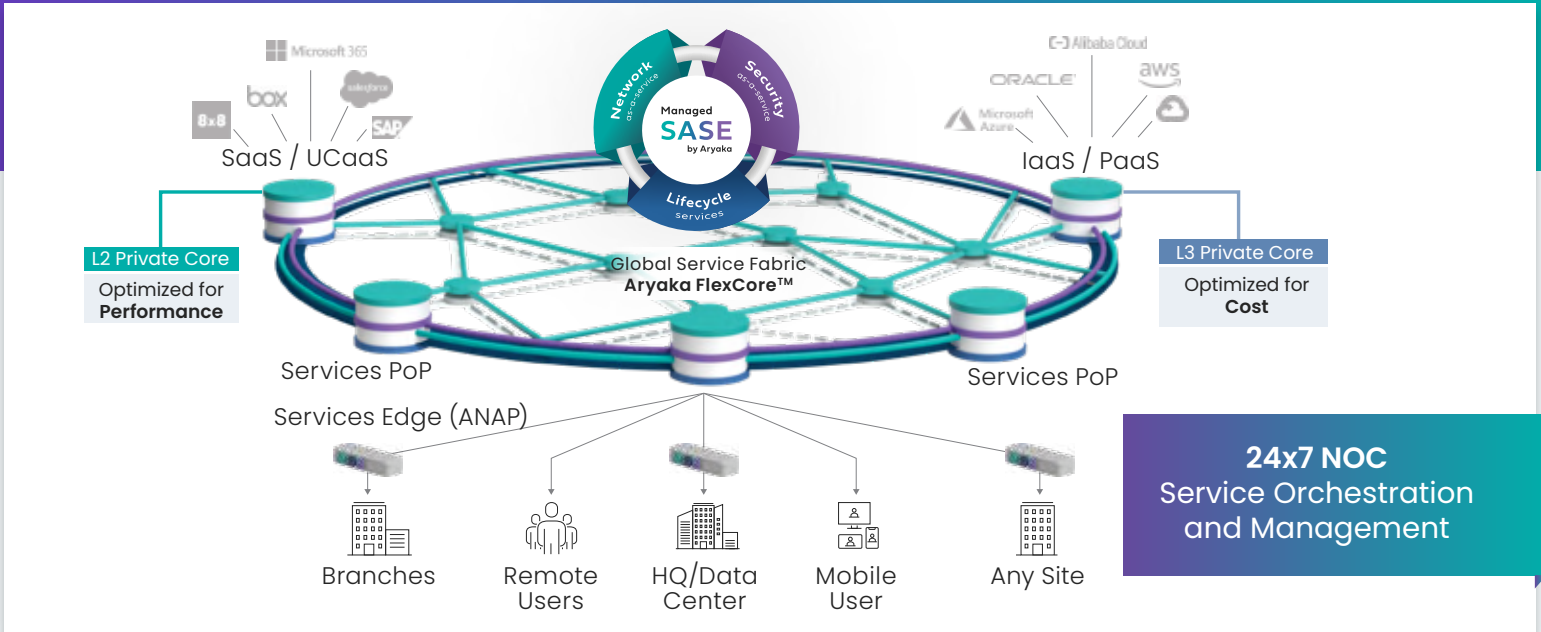 Microsoft 365
box
salesforce
8x8
SAP
SaaS / UCaaS
Network
as-a-service
Security
as-a-service
Managed
SASE
by Aryaka
Lifecycle
services
Alibaba Cloud
ORACLE
aws
Microsoft
Azure
IaaS / PaaS
L2 Private Core
Optimized for
Performance
Global Service Fabric
Aryaka FlexCore™
L3 Private Core
Optimized for
Cost
Services PoP
Services PoP
Services Edge (ANAP)
24x7 NOC
Service Orchestration
and Management
Branches
Remote
Users
HQ/Data
Center
Mobile
User
Any Site